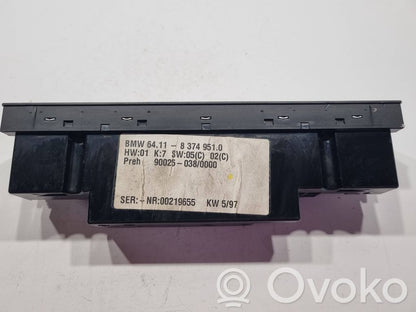 BMW 64.11 - 8 374 951.0
HW:01 K:7 SW:05(C) 02(C)
Preh 90025-038/0000
SER:-NR:00219655 KW 5/97
Ovoko